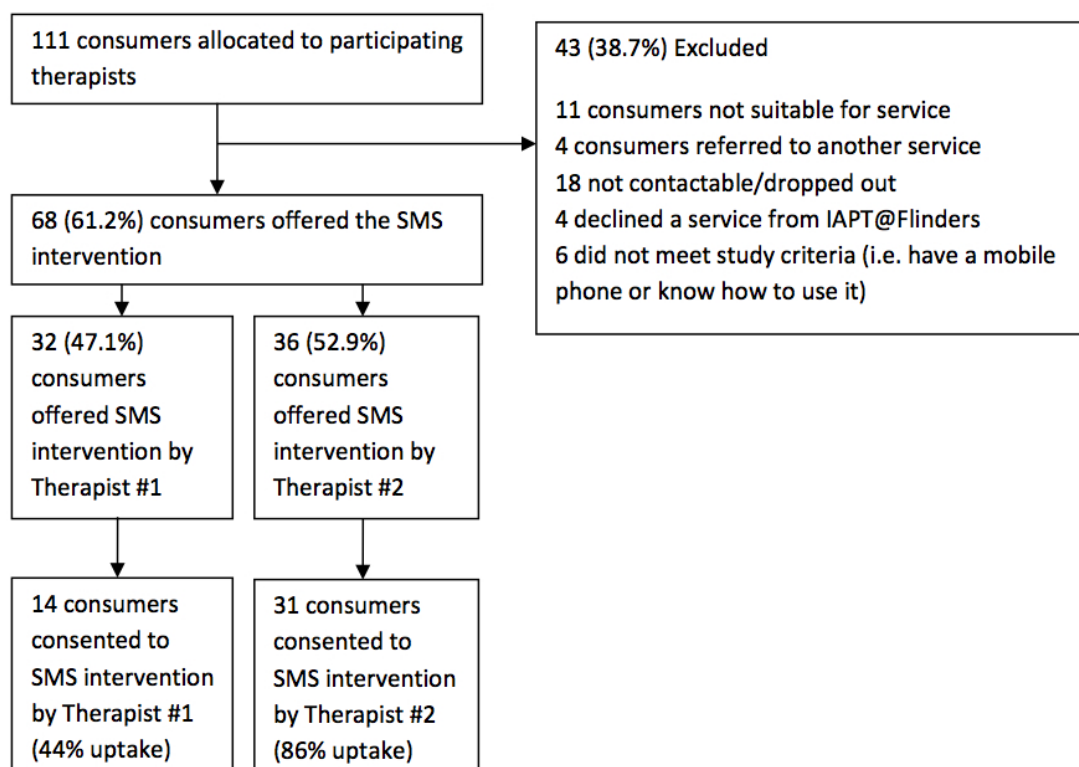 111 consumers allocated to participating
therapists
43 (38.7%) Excluded
11 consumers not suitable for service
4 consumers referred to another service
18 not contactable/dropped out
4 declined a service from IAPT@Flinders
6 did not meet study criteria (i.e. have a mobile
phone or know how to use it)
68 (61.2%) consumers offered the SMS
intervention
32 (47.1%)
consumers
offered SMS
intervention by
Therapist #1
36 (52.9%)
consumers
offered SMS
intervention by
Therapist #2
14 consumers
consented to
SMS intervention
by Therapist #1
(44% uptake)
31 consumers
consented to
SMS intervention
by Therapist #2
(86% uptake)